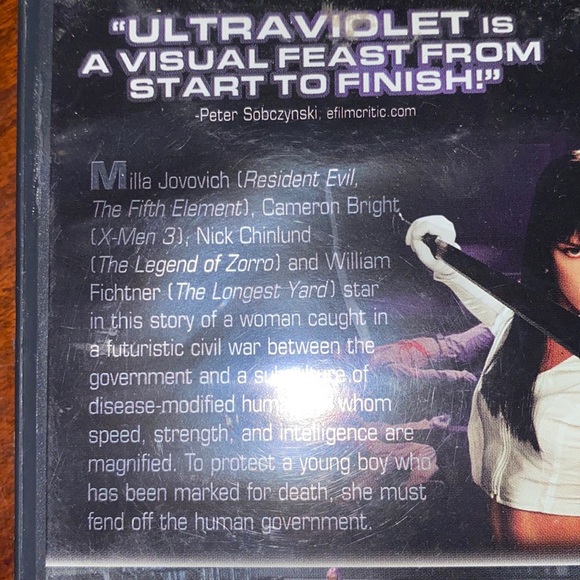 “ULTRAVIOLET IS
A VISUAL FEAST FROM
START TO FINISH!”
-Peter Sobczynski, efilmcritic.com
Milla Jovovich (Resident Evil,
The Fifth Element), Cameron Bright
(X-Men 3), Nick Chinlund
(The Legend of Zorro) and William
Fichtner (The Longest Yard) star
in this story of a woman caught in
a futuristic civil war between the
government and a subculture of
disease-modified humans whom
speed, strength, and intelligence are
magnified. To protect a young boy who
has been marked for death, she must
fend off the human government.